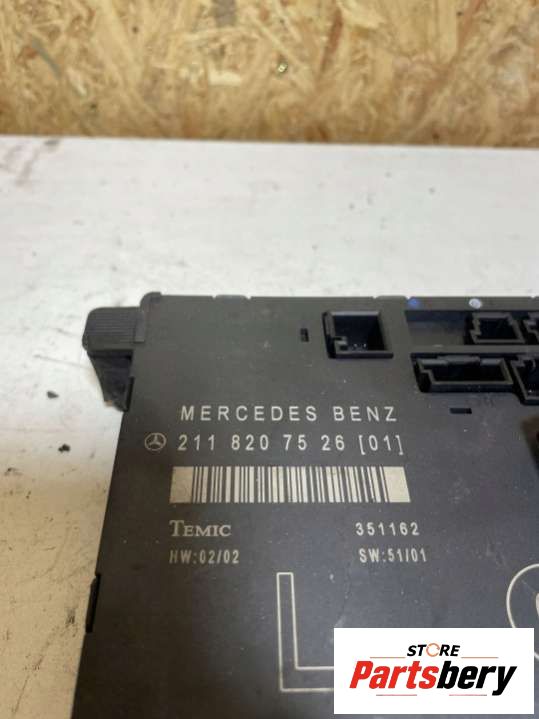 MERCEDES BENZ
211 820 75 26 [01]
TEMIC 351162
HW:02/02 SW:51/01
L
STORE
Partsbery